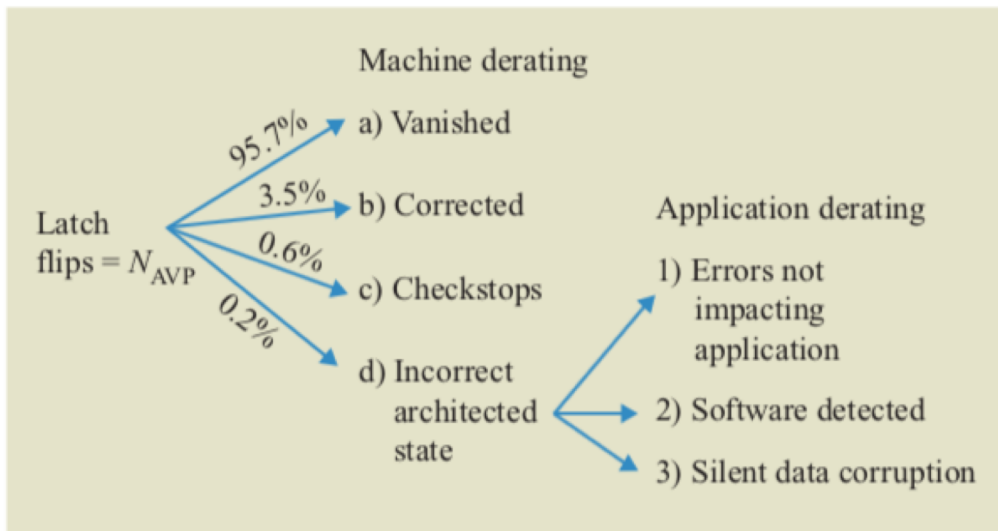 Machine derating
95.7%
a) Vanished
3.5%
b) Corrected
Latch
flips = N_AVP
0.6%
c) Checkstops
0.2%
d) Incorrect
architected
state
Application derating
1) Errors not
impacting
application
2) Software detected
3) Silent data corruption